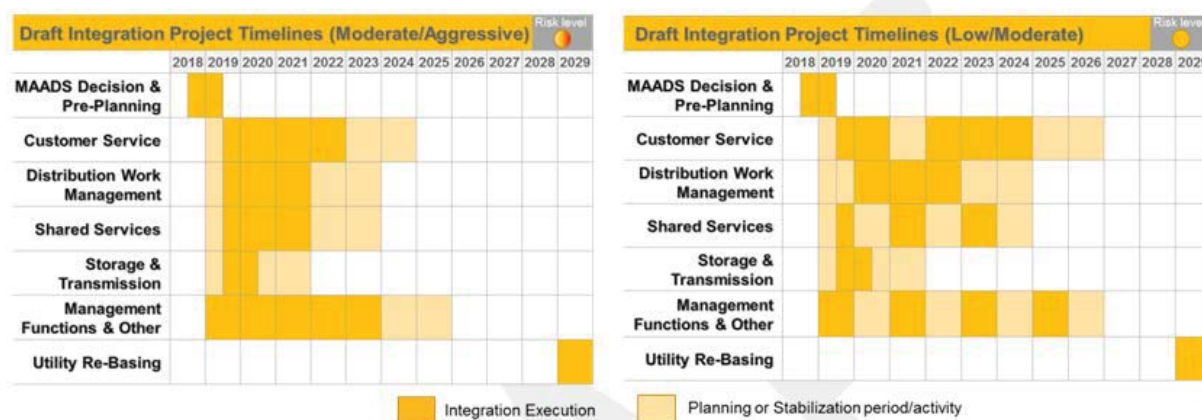 Draft Integration Project Timelines (Moderate/Aggressive)
Risk level
2018 2019 2020 2021 2022 2023 2024 2025 2026 2027 2028 2029
MAADS Decision &
Pre-Planning
Customer Service
Distribution Work
Management
Shared Services
Storage &
Transmission
Management
Functions & Other
Utility Re-Basing
Draft Integration Project Timelines (Low/Moderate)
Risk level
2018 2019 2020 2021 2022 2023 2024 2025 2026 2027 2028 2029
MAADS Decision &
Pre-Planning
Customer Service
Distribution Work
Management
Shared Services
Storage &
Transmission
Management
Functions & Other
Utility Re-Basing
Integration Execution
Planning or Stabilization period/activity